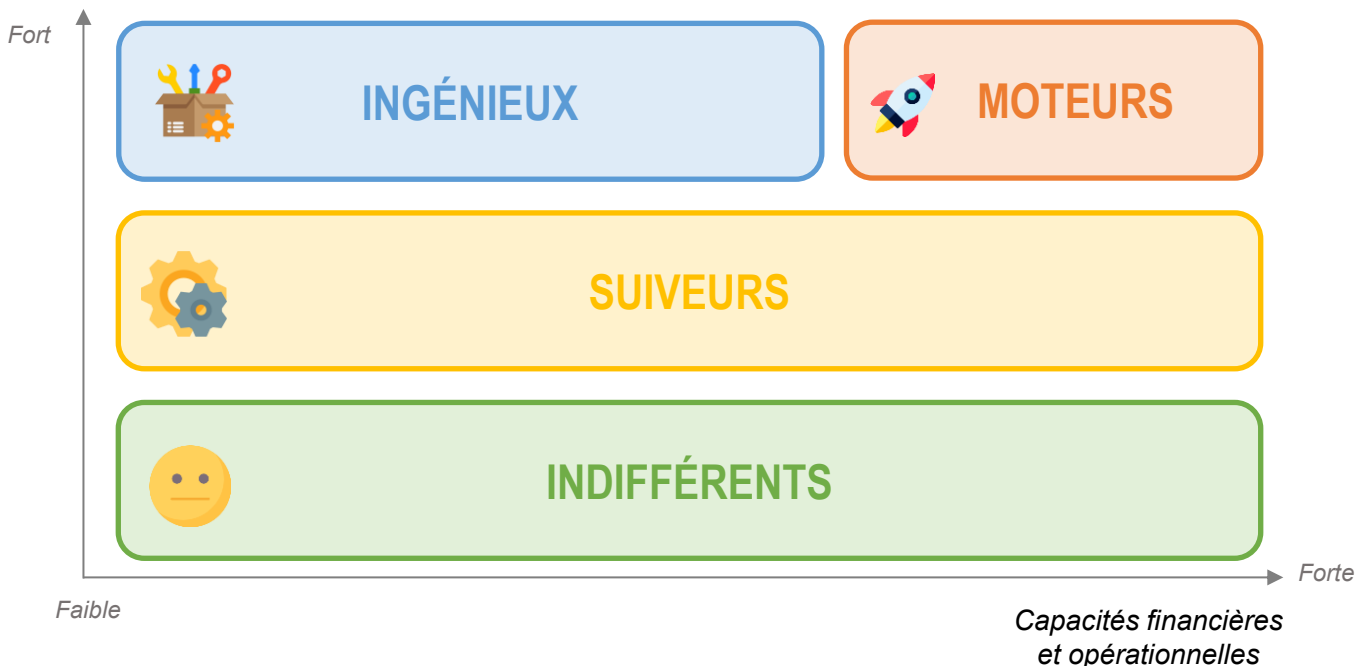 Fort
INGÉNIEUX
MOTEURS
SUIVEURS
INDIFFÉRENTS
Forte
Faible
Capacités financières
et opérationnelles